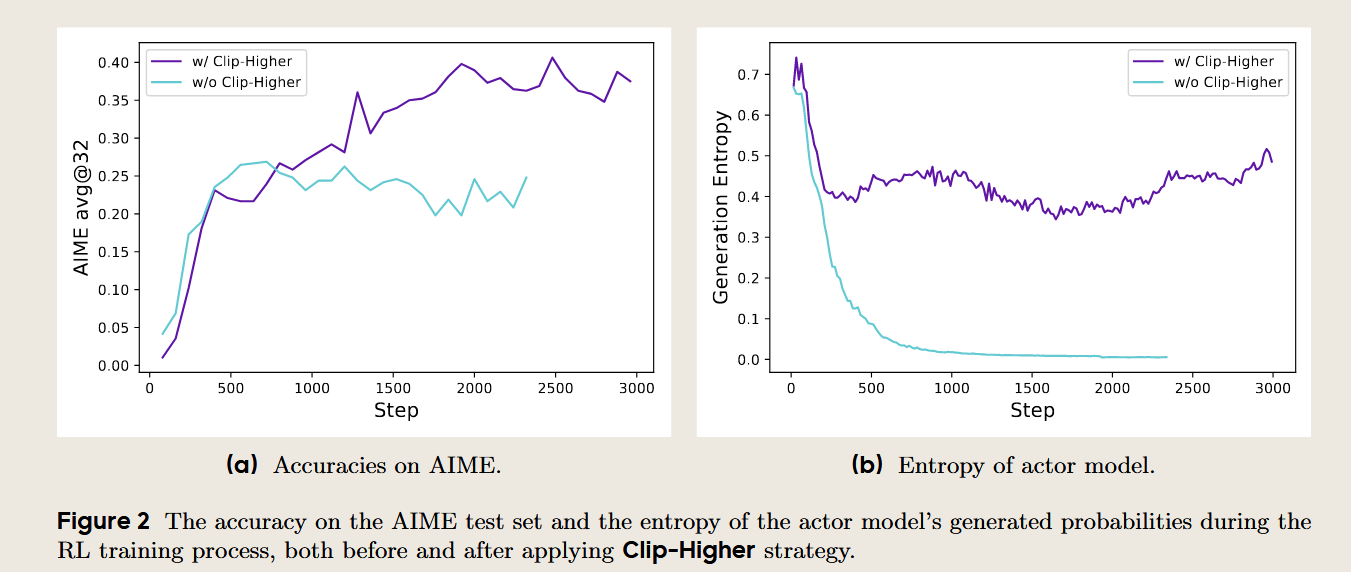 w/ Clip-Higher
w/o Clip-Higher
AIME avg@32
0.40
0.35
0.30
0.25
0.20
0.15
0.10
0.05
0.00
0 500 1000 1500 2000 2500 3000
Step
w/ Clip-Higher
w/o Clip-Higher
Generation Entropy
0.7
0.6
0.5
0.4
0.3
0.2
0.1
0.0
0 500 1000 1500 2000 2500 3000
Step
(a) Accuracies on AIME.
(b) Entropy of actor model.
Figure 2 The accuracy on the AIME test set and the entropy of the actor model's generated probabilities during the
RL training process, both before and after applying Clip-Higher strategy.